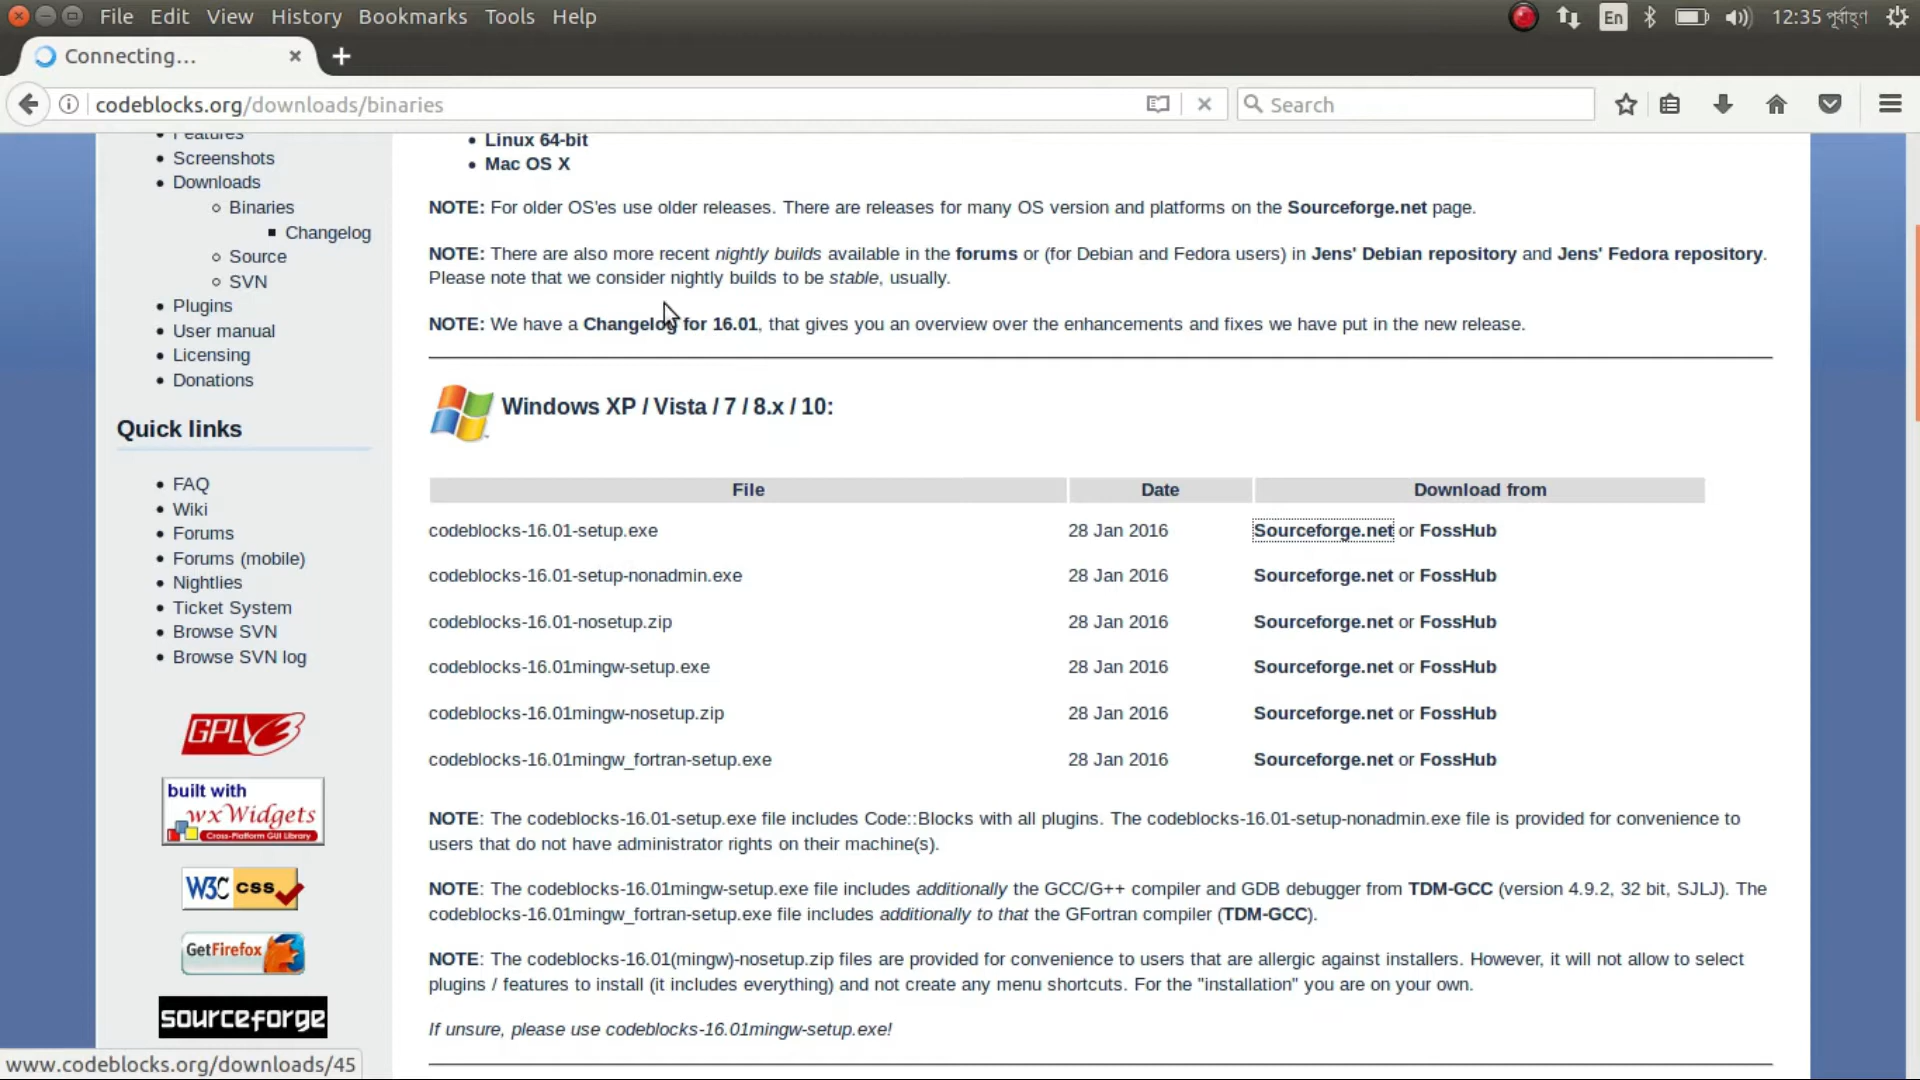 File Edit View History Bookmarks Tools Help
En 12:35 পূর্বাহ্ণ
Connecting...
codeblocks.org/downloads/binaries
Search
Features
Screenshots
Downloads
Binaries
Changelog
Source
SVN
Plugins
User manual
Licensing
Donations
Quick links
FAQ
Wiki
Forums
Forums (mobile)
Nightlies
Ticket System
Browse SVN
Browse SVN log
GPL v3
built with
wxWidgets
Cross-Platform GUI Library
W3C css
GetFirefox
sourceforge
Linux 64-bit
Mac OS X
NOTE: For older OS'es use older releases. There are releases for many OS version and platforms on the Sourceforge.net page.
NOTE: There are also more recent nightly builds available in the forums or (for Debian and Fedora users) in Jens' Debian repository and Jens' Fedora repository.
Please note that we consider nightly builds to be stable, usually.
NOTE: We have a Changelog for 16.01, that gives you an overview over the enhancements and fixes we have put in the new release.
Windows XP / Vista / 7 / 8.x / 10:
File Date Download from
codeblocks-16.01-setup.exe 28 Jan 2016 Sourceforge.net or FossHub
codeblocks-16.01-setup-nonadmin.exe 28 Jan 2016 Sourceforge.net or FossHub
codeblocks-16.01-nosetup.zip 28 Jan 2016 Sourceforge.net or FossHub
codeblocks-16.01mingw-setup.exe 28 Jan 2016 Sourceforge.net or FossHub
codeblocks-16.01mingw-nosetup.zip 28 Jan 2016 Sourceforge.net or FossHub
codeblocks-16.01mingw_fortran-setup.exe 28 Jan 2016 Sourceforge.net or FossHub
NOTE: The codeblocks-16.01-setup.exe file includes Code::Blocks with all plugins. The codeblocks-16.01-setup-nonadmin.exe file is provided for convenience to
users that do not have administrator rights on their machine(s).
NOTE: The codeblocks-16.01mingw-setup.exe file includes additionally the GCC/G++ compiler and GDB debugger from TDM-GCC (version 4.9.2, 32 bit, SJLJ). The
codeblocks-16.01mingw_fortran-setup.exe file includes additionally to that the GFortran compiler (TDM-GCC).
NOTE: The codeblocks-16.01(mingw)-nosetup.zip files are provided for convenience to users that are allergic against installers. However, it will not allow to select
plugins / features to install (it includes everything) and not create any menu shortcuts. For the "installation" you are on your own.
If unsure, please use codeblocks-16.01mingw-setup.exe!
www.codeblocks.org/downloads/45